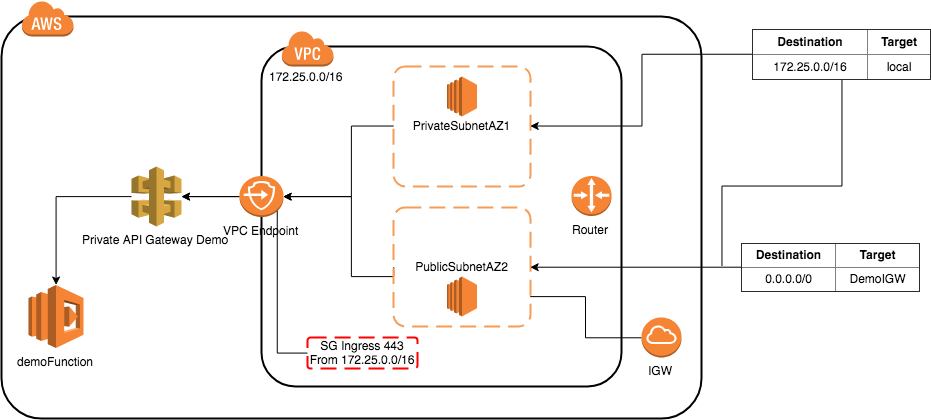 AWS
VPC
172.25.0.0/16
PrivateSubnetAZ1
Destination Target
172.25.0.0/16 local
Private API Gateway Demo
VPC Endpoint
Router
PublicSubnetAZ2
Destination Target
0.0.0.0/0 DemoIGW
demoFunction
SG Ingress 443
From 172.25.0.0/16
IGW